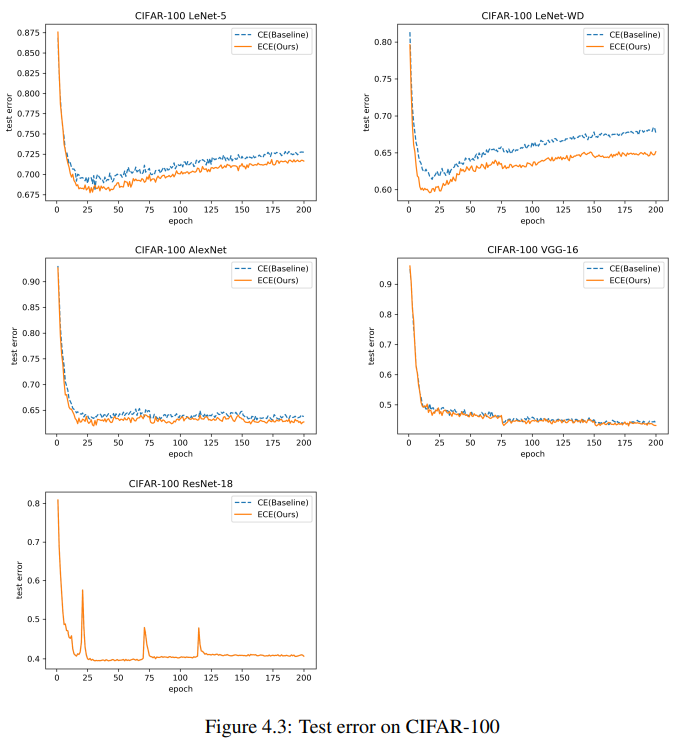 CIFAR-100 LeNet-5
CE(Baseline)
ECE(Ours)
test error
0.875
0.850
0.825
0.800
0.775
0.750
0.725
0.700
0.675
0 25 50 75 100 125 150 175 200
epoch
CIFAR-100 LeNet-WD
CE(Baseline)
ECE(Ours)
test error
0.80
0.75
0.70
0.65
0.60
0 25 50 75 100 125 150 175 200
epoch
CIFAR-100 AlexNet
CE(Baseline)
ECE(Ours)
test error
0.90
0.85
0.80
0.75
0.70
0.65
0 25 50 75 100 125 150 175 200
epoch
CIFAR-100 VGG-16
CE(Baseline)
ECE(Ours)
test error
0.9
0.8
0.7
0.6
0.5
0 25 50 75 100 125 150 175 200
epoch
CIFAR-100 ResNet-18
CE(Baseline)
ECE(Ours)
test error
0.8
0.7
0.6
0.5
0.4
0 25 50 75 100 125 150 175 200
epoch
Figure 4.3: Test error on CIFAR-100